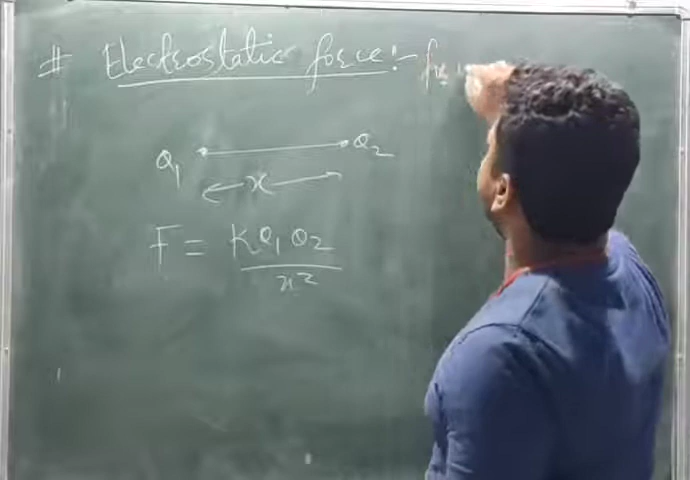 # Electrostatic force:-
Q1 Q2
x
F = KQ1Q2
x²